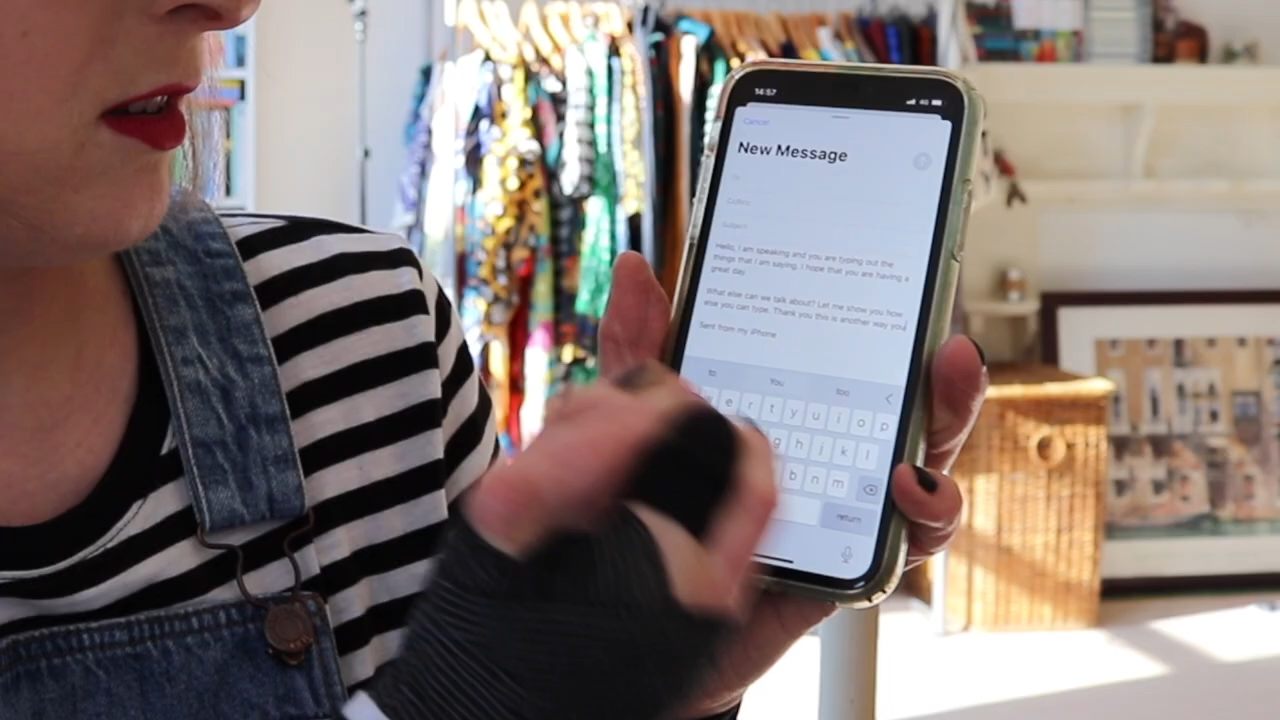 14:57
4G
Cancel
New Message
To:
Cc/Bcc:
Subject:
Hello, I am speaking and you are typing out the
things that I am saying. I hope that you are having a
great day.
What else can we talk about? Let me show you how
else you can type. Thank you this is another way you
Sent from my iPhone
to You too
e r t y u i o p
g h j k l
b n m
return